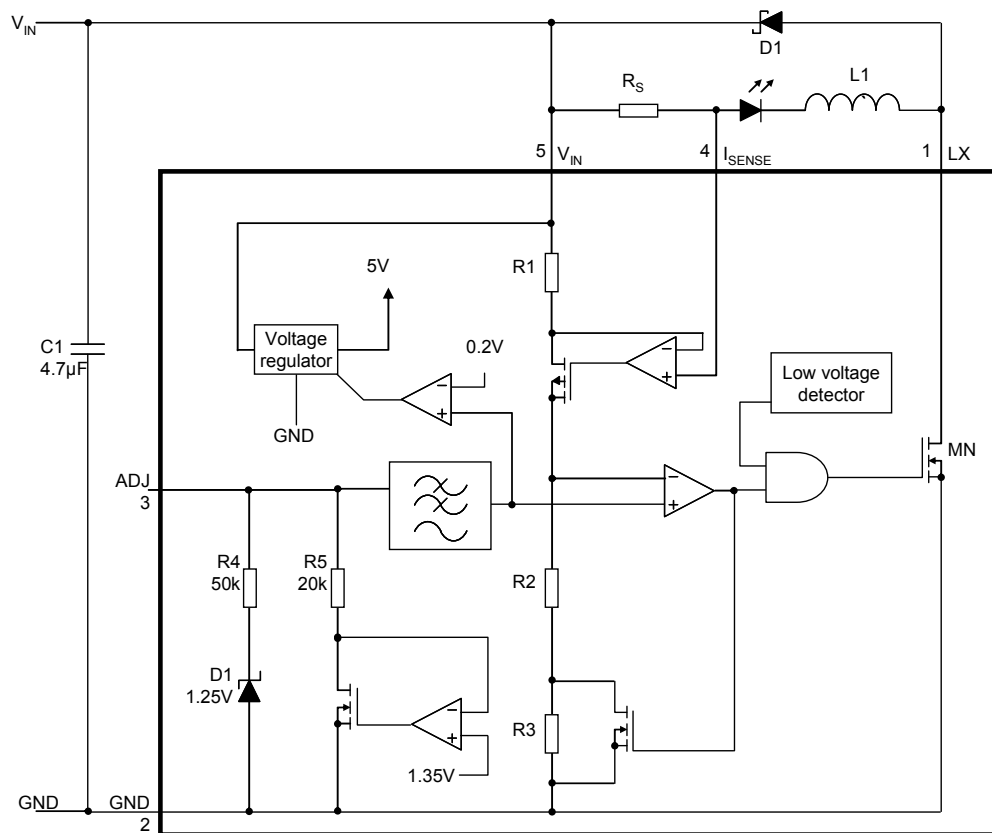 VIN
D1
RS
L1
5
VIN
4
ISENSE
1
LX
R1
5V
C1
4.7µF
Voltage
regulator
0.2V
Low voltage
detector
GND
ADJ
3
MN
R4
50k
R5
20k
R2
D1
1.25V
R3
1.35V
GND
GND
2